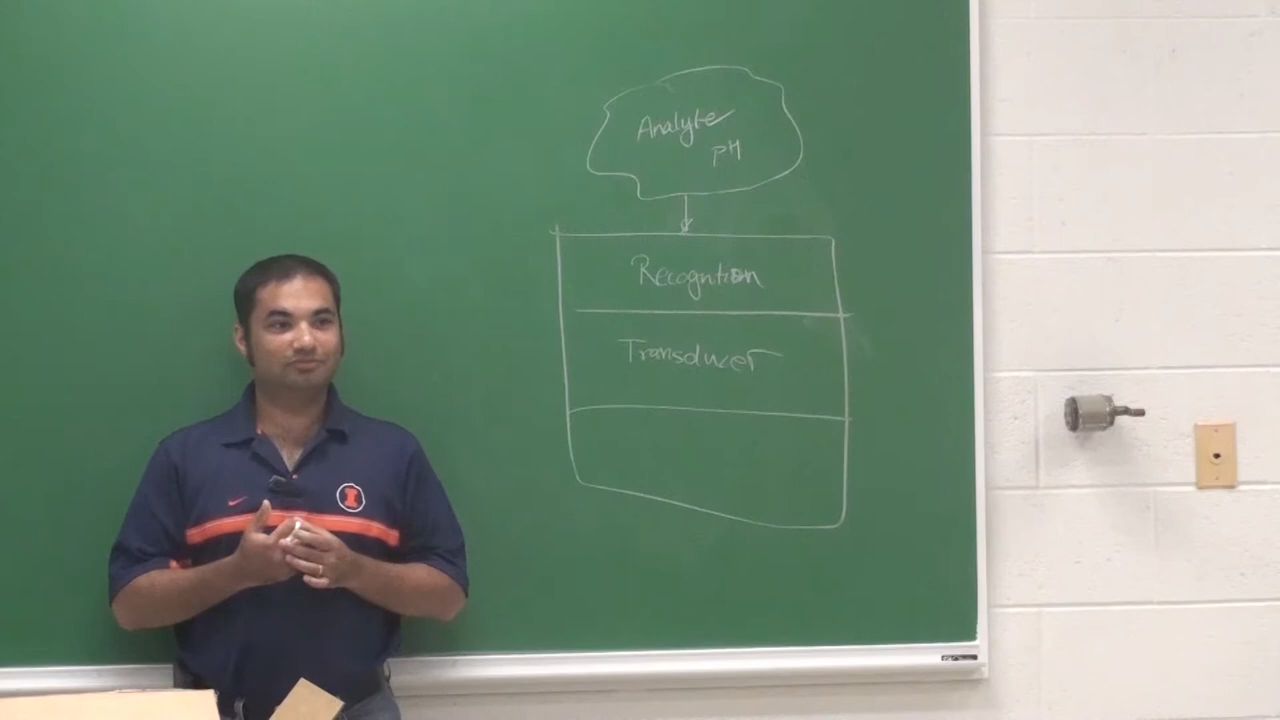 Analyte
pH
Recognition
Transducer
I